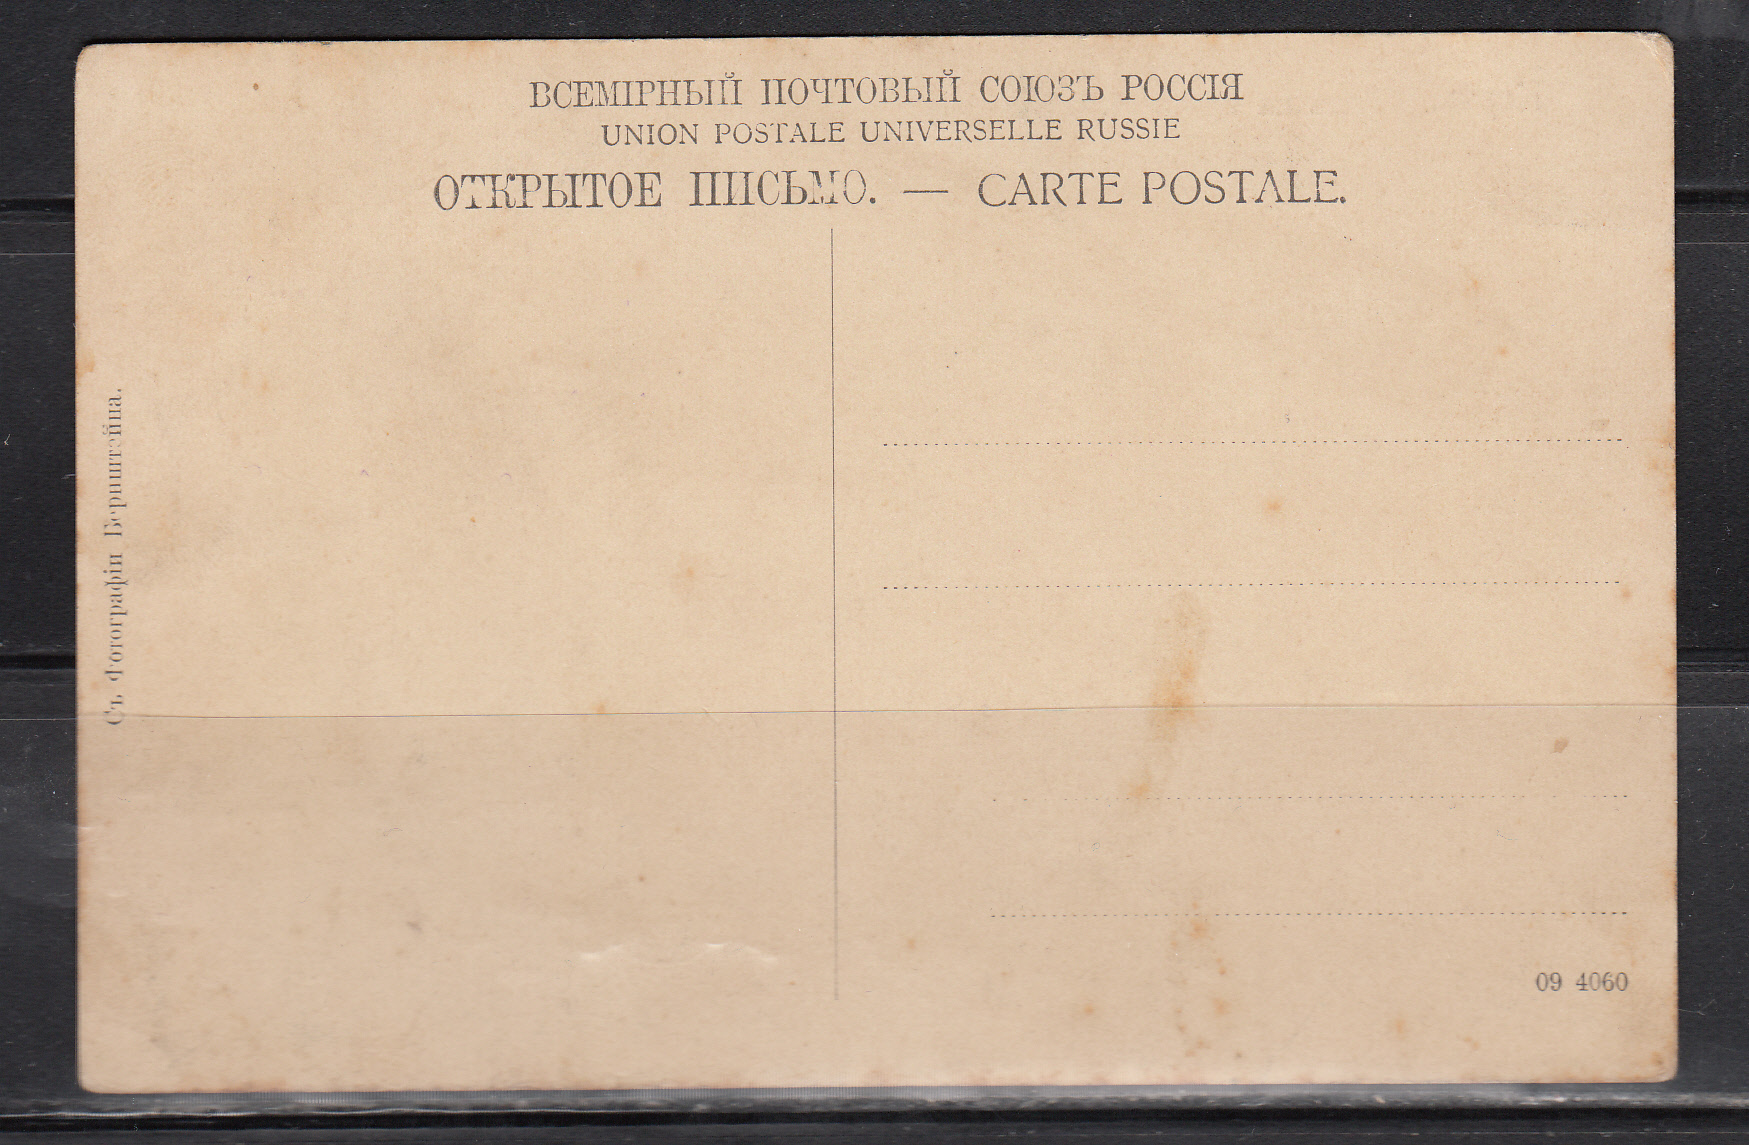 ВСЕМІРНЫЙ ПОЧТОВЫЙ СОЮЗЪ РОССІЯ
UNION POSTALE UNIVERSELLE RUSSIE
ОТКРЫТОЕ ПИСЬМО. — CARTE POSTALE.
Съ Фотографіи Бернштейна.
09 4060